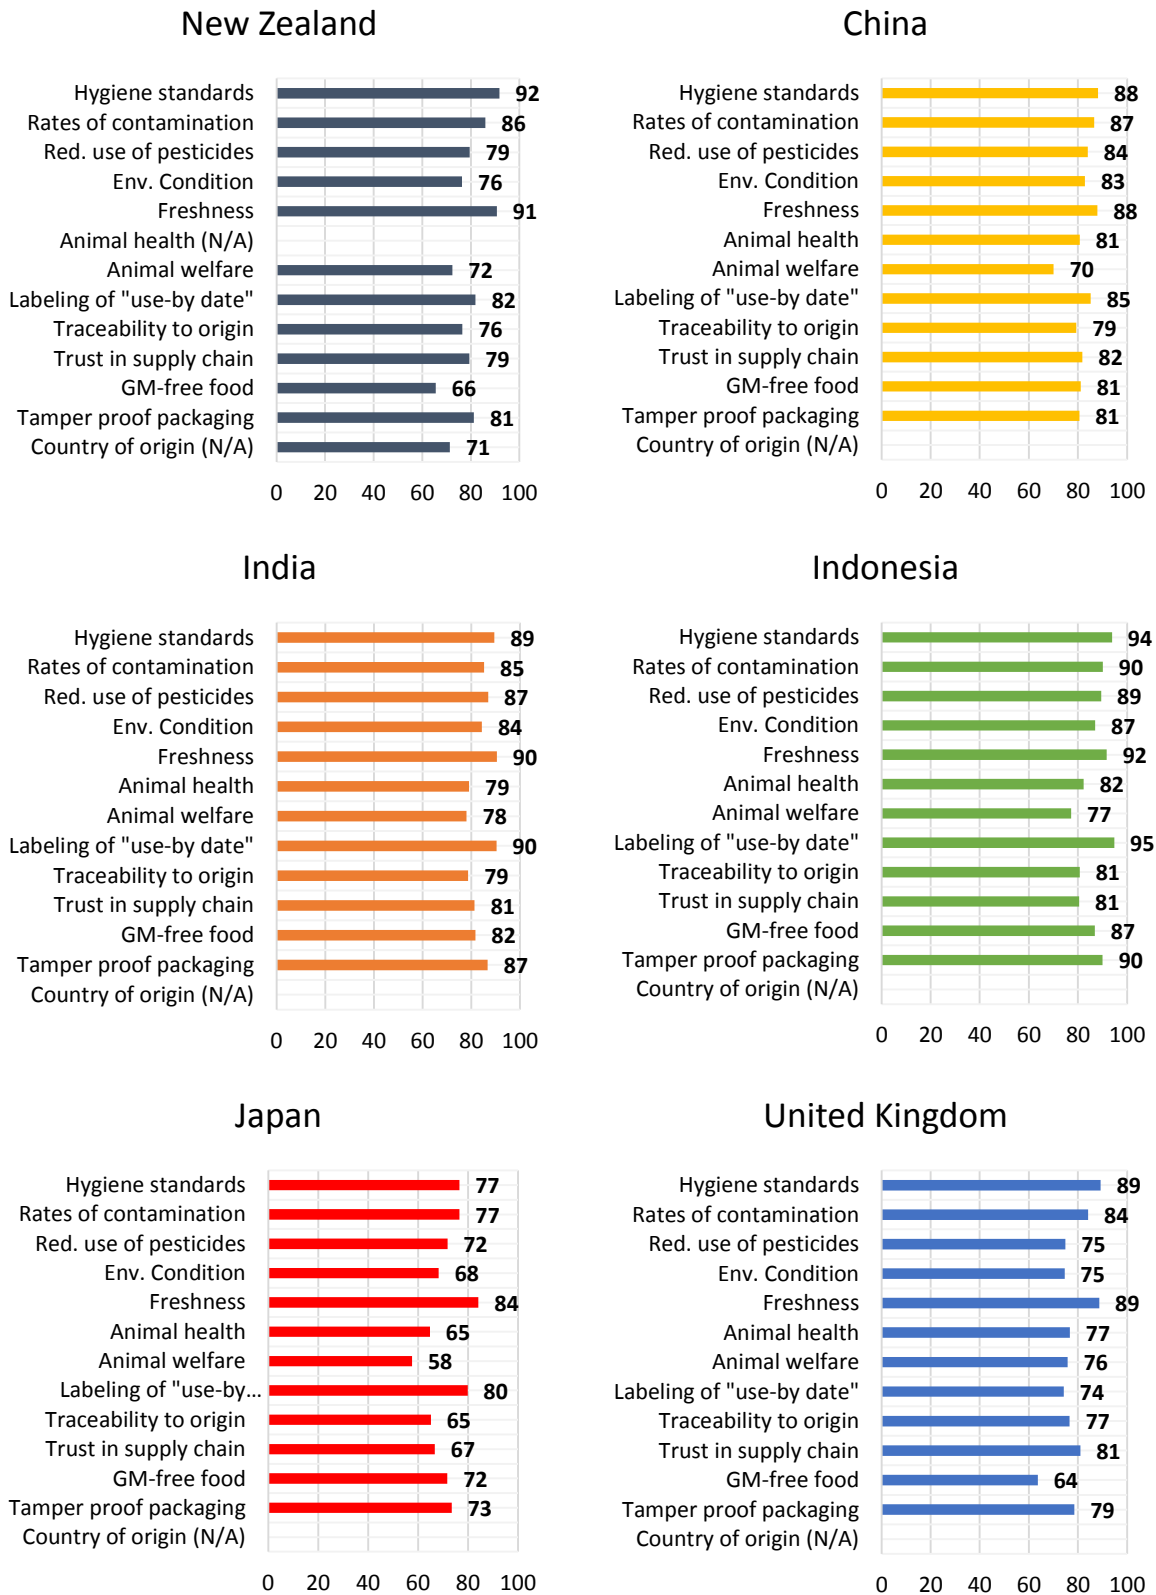 New Zealand
Hygiene standards 92
Rates of contamination 86
Red. use of pesticides 79
Env. Condition 76
Freshness 91
Animal health (N/A)
Animal welfare 72
Labeling of "use-by date" 82
Traceability to origin 76
Trust in supply chain 79
GM-free food 66
Tamper proof packaging 81
Country of origin (N/A) 71
0 20 40 60 80 100
China
Hygiene standards 88
Rates of contamination 87
Red. use of pesticides 84
Env. Condition 83
Freshness 88
Animal health 81
Animal welfare 70
Labeling of "use-by date" 85
Traceability to origin 79
Trust in supply chain 82
GM-free food 81
Tamper proof packaging 81
Country of origin (N/A)
0 20 40 60 80 100
India
Hygiene standards 89
Rates of contamination 85
Red. use of pesticides 87
Env. Condition 84
Freshness 90
Animal health 79
Animal welfare 78
Labeling of "use-by date" 90
Traceability to origin 79
Trust in supply chain 81
GM-free food 82
Tamper proof packaging 87
Country of origin (N/A)
0 20 40 60 80 100
Indonesia
Hygiene standards 94
Rates of contamination 90
Red. use of pesticides 89
Env. Condition 87
Freshness 92
Animal health 82
Animal welfare 77
Labeling of "use-by date" 95
Traceability to origin 81
Trust in supply chain 81
GM-free food 87
Tamper proof packaging 90
Country of origin (N/A)
0 20 40 60 80 100
Japan
Hygiene standards 77
Rates of contamination 77
Red. use of pesticides 72
Env. Condition 68
Freshness 84
Animal health 65
Animal welfare 58
Labeling of "use-by... 80
Traceability to origin 65
Trust in supply chain 67
GM-free food 72
Tamper proof packaging 73
Country of origin (N/A)
0 20 40 60 80 100
United Kingdom
Hygiene standards 89
Rates of contamination 84
Red. use of pesticides 75
Env. Condition 75
Freshness 89
Animal health 77
Animal welfare 76
Labeling of "use-by date" 74
Traceability to origin 77
Trust in supply chain 81
GM-free food 64
Tamper proof packaging 79
Country of origin (N/A)
0 20 40 60 80 100